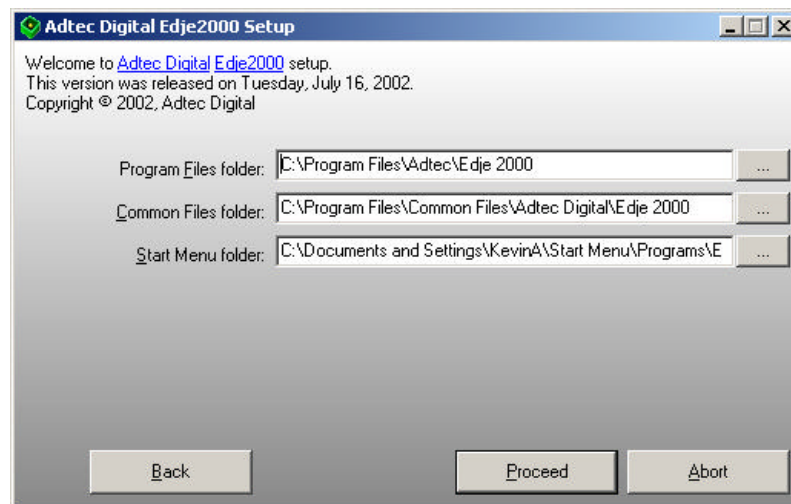 Adtec Digital Edje2000 Setup
Welcome to Adtec Digital Edje2000 setup.
This version was released on Tuesday, July 16, 2002.
Copyright © 2002, Adtec Digital
Program Files folder: C:\Program Files\Adtec\Edje 2000 ...
Common Files folder: C:\Program Files\Common Files\Adtec Digital\Edje 2000 ...
Start Menu folder: C:\Documents and Settings\KevinA\Start Menu\Programs\E ...
Back Proceed Abort